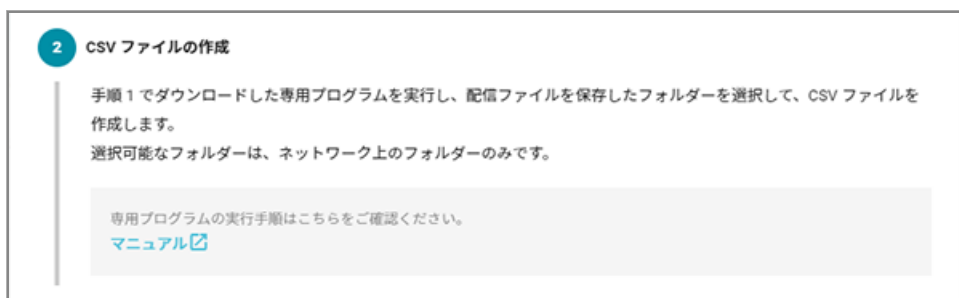 2 CSV ファイルの作成
手順 1 でダウンロードした専用プログラムを実行し、配信ファイルを保存したフォルダーを選択して、CSV ファイルを
作成します。
選択可能なフォルダーは、ネットワーク上のフォルダーのみです。
専用プログラムの実行手順はこちらをご確認ください。
マニュアル